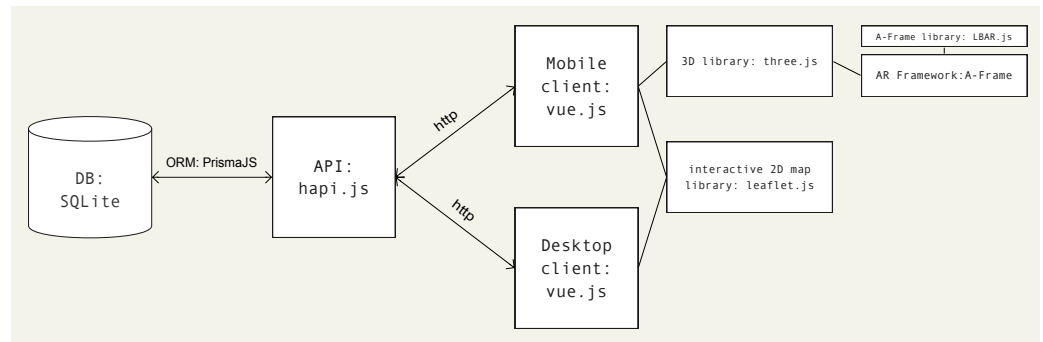 DB:
SQLite
ORM: PrismaJS
API:
hapi.js
http
http
Mobile
client:
vue.js
Desktop
client:
vue.js
3D library: three.js
interactive 2D map
library: leaflet.js
A-Frame library: LBAR.js
AR Framework:A-Frame